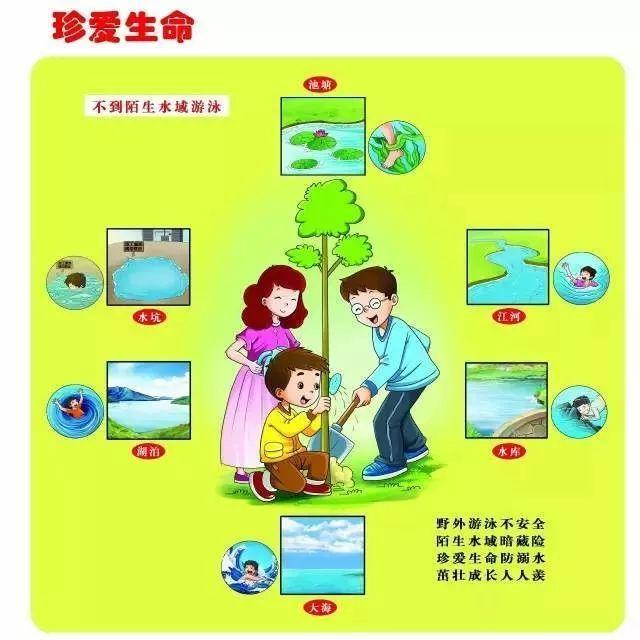 珍爱生命
池塘
不到陌生水域游泳
水坑
江河
湖泊
水库
野外游泳不安全
陌生水域暗藏险
珍爱生命防溺水
茁壮成长人人羡
大海